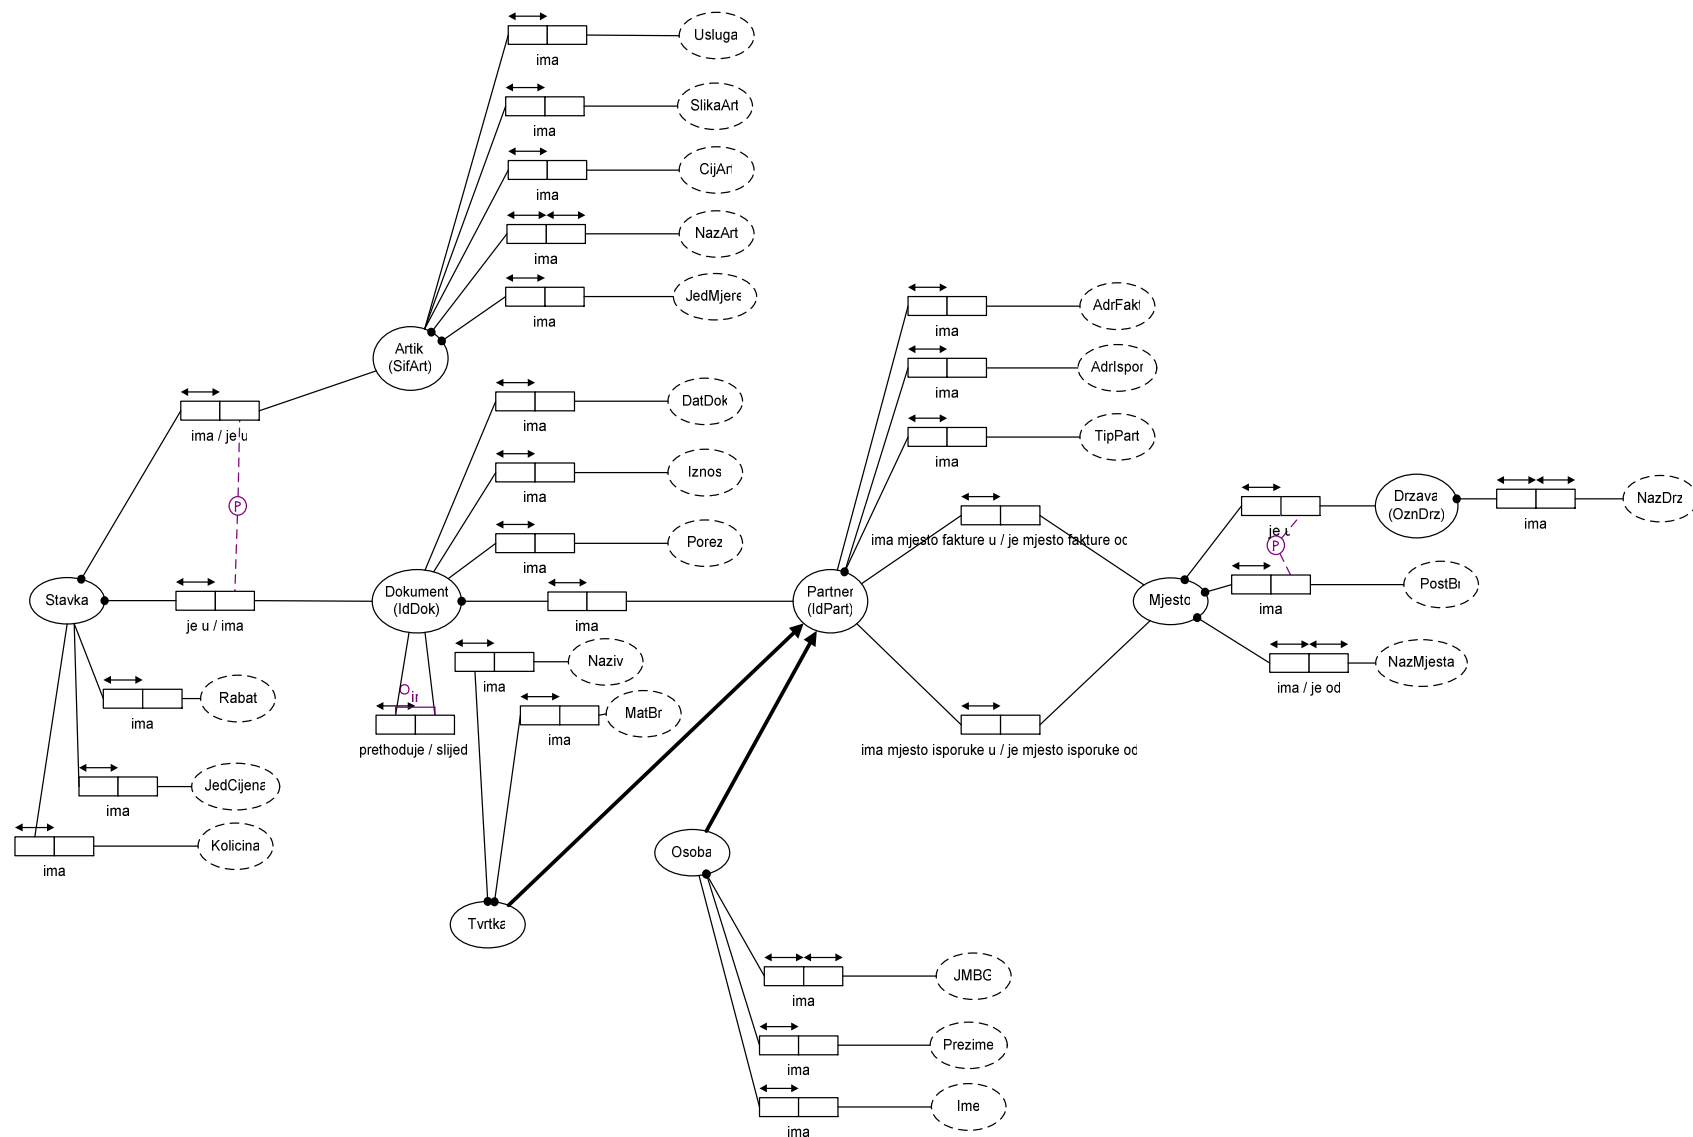 Usluga
ima
SlikaArt
ima
CijArt
ima
NazArt
ima
JedMjere
ima
Artik
(SifArt)
ima / je u
P
Stavka
je u / ima
Rabat
ima
JedCijena
ima
Kolicina
ima
DatDok
ima
Iznos
ima
Porez
ima
Dokument
(IdDok)
ima
O
ir
prethoduje / slijed
Naziv
ima
MatBr
ima
Tvrtka
AdrFakt
ima
AdrIspor
ima
TipPart
ima
ima mjesto fakture u / je mjesto fakture od
Partner
(IdPart)
ima mjesto isporuke u / je mjesto isporuke od
Mjesto
Drzava
(OznDrz)
NazDrz
ima
je u
P
PostBr
ima
NazMjesta
ima / je od
Osoba
JMBG
ima
Prezime
ima
Ime
ima